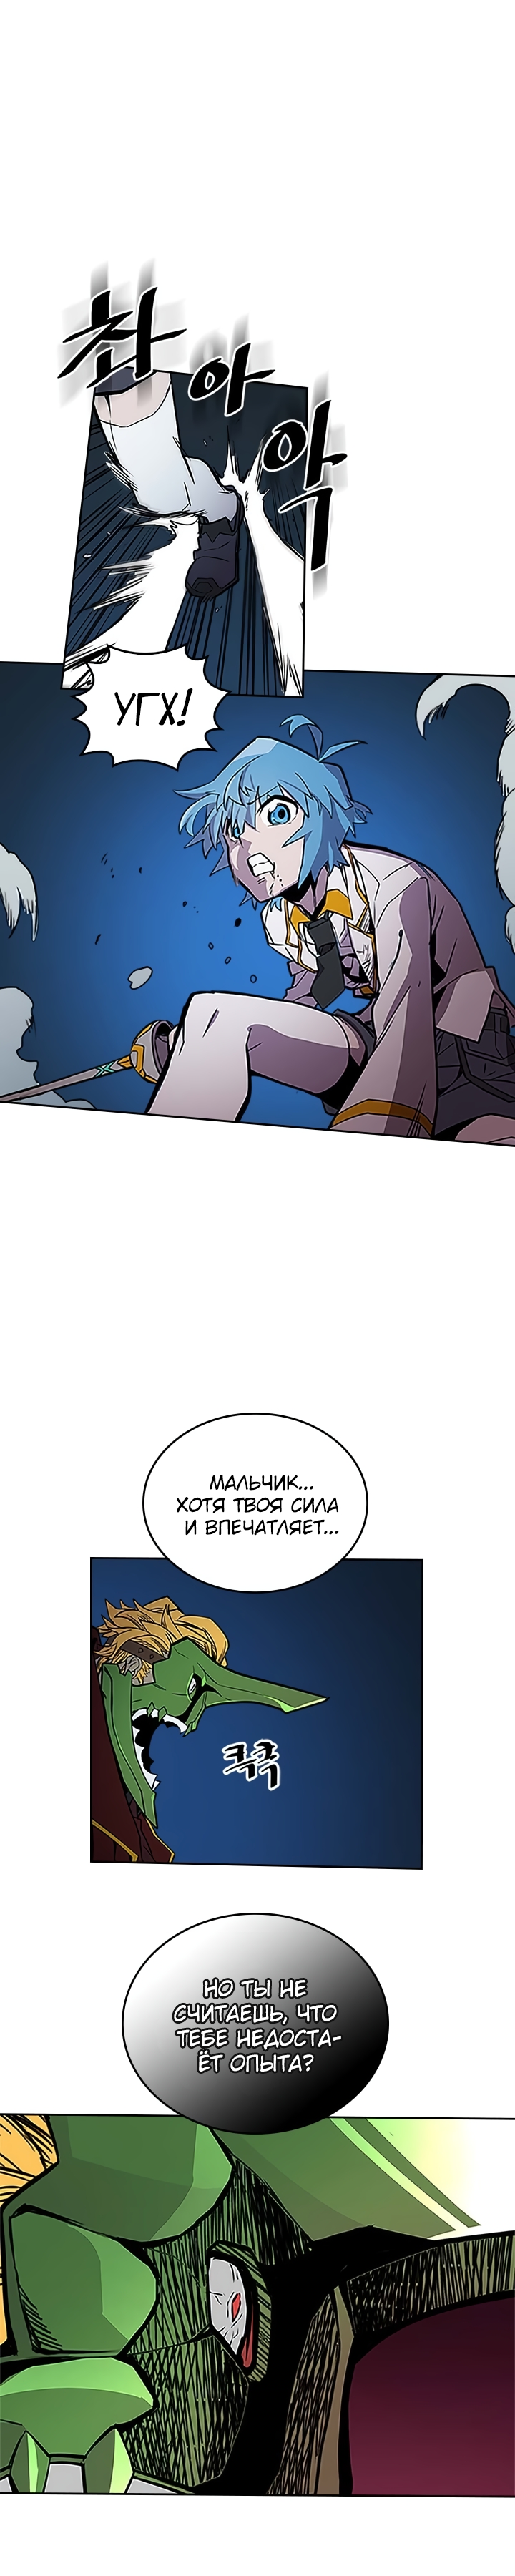 촤
아
악
УГХ!
МАЛЬЧИК...
ХОТЯ ТВОЯ СИЛА
И ВПЕЧАТЛЯЕТ...
큭큭
НО ТЫ НЕ
СЧИТАЕШЬ, ЧТО
ТЕБЕ НЕДОСТА-
ЁТ ОПЫТА?